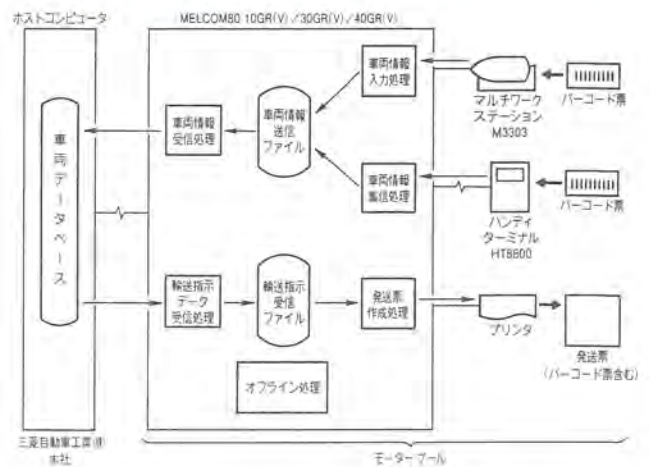 ホストコンピュータ
MELCOM80 10GR(V)／30GR(V)／40GR(V)
車両データベース
車両情報
受信処理
車両情報
送信
ファイル
車両情報
入力処理
マルチワーク
ステーション
M3303
バーコード票
車両情報
集信処理
ハンディ
ターミナル
HT8600
バーコード票
輸送指示
データ
受信処理
輸送指示
受信
ファイル
発送票
作成処理
プリンタ
発送票
(バーコード票含む)
オフライン処理
三菱自動車工業㈱
本社
モータープール